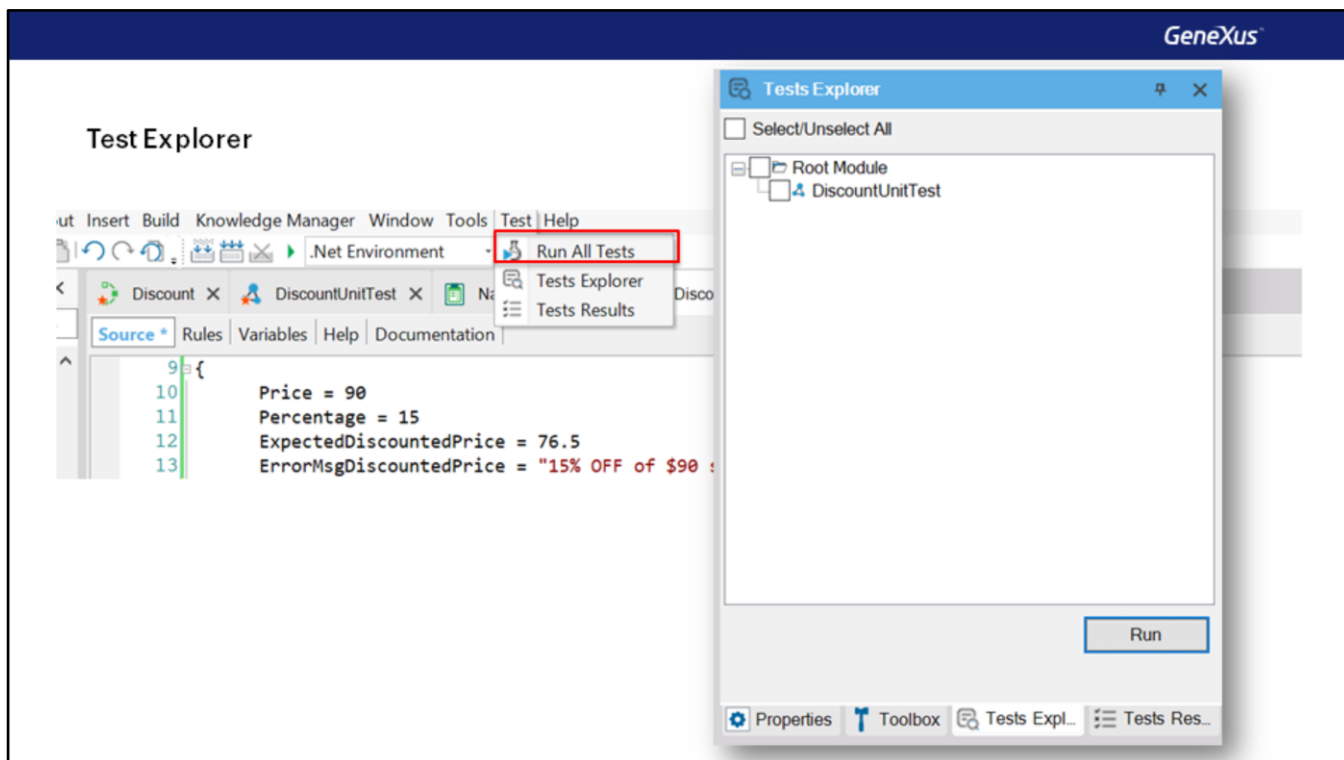 GeneXus
Test Explorer
ut Insert Build Knowledge Manager Window Tools Test Help
.Net Environment
Run All Tests
Tests Explorer
Tests Results
Discount DiscountUnitTest Na Disco
Source * Rules Variables Help Documentation
9 {
10 Price = 90
11 Percentage = 15
12 ExpectedDiscountedPrice = 76.5
13 ErrorMsgDiscountedPrice = "15% OFF of $90 s
Tests Explorer
Select/Unselect All
Root Module
DiscountUnitTest
Run
Properties Toolbox Tests Expl... Tests Res...